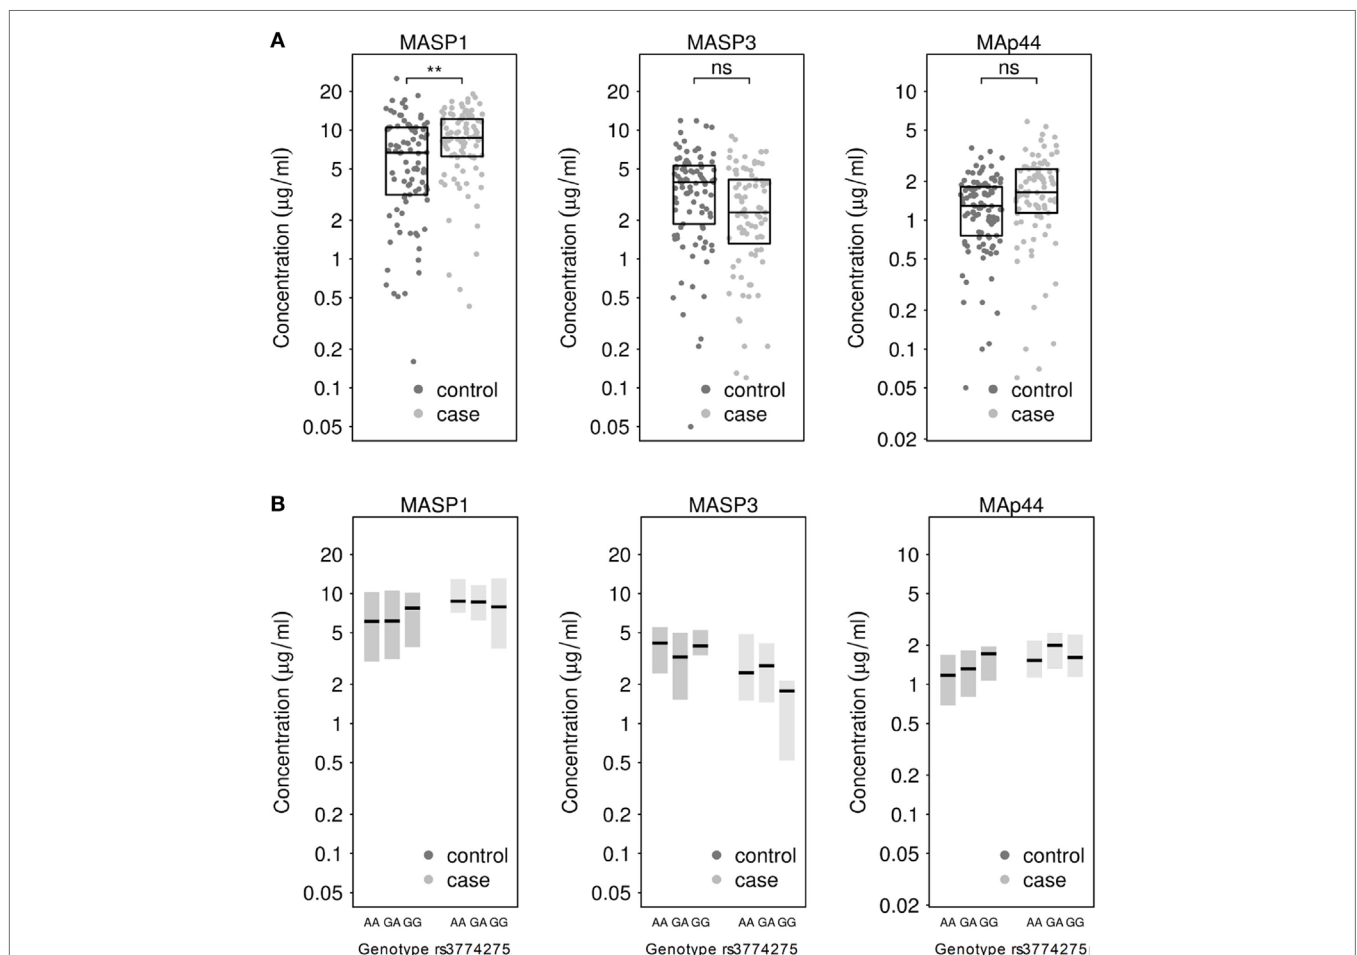 A
MASP1
MASP3
MAp44
**
ns
ns
Concentration (μg/ml)
20
10
5
2
1
0.5
0.2
0.1
0.05
control
case
Concentration (μg/ml)
20
10
5
2
1
0.5
0.2
0.1
0.05
control
case
Concentration (μg/ml)
10
5
2
1
0.5
0.2
0.1
0.05
0.02
control
case
B
MASP1
MASP3
MAp44
Concentration (μg/ml)
20
10
5
2
1
0.5
0.2
0.1
0.05
control
case
AA GA GG AA GA GG
Genotype rs3774275
Concentration (μg/ml)
20
10
5
2
1
0.5
0.2
0.1
0.05
control
case
AA GA GG AA GA GG
Genotype rs3774275
Concentration (μg/ml)
10
5
2
1
0.5
0.2
0.1
0.05
0.02
control
case
AA GA GG AA GA GG
Genotype rs3774275